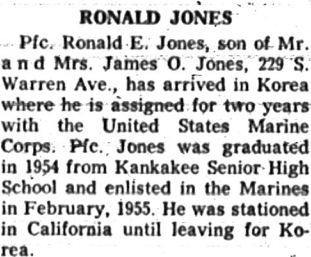 RONALD JONES
Pfc. Ronald E. Jones, son of Mr.
and Mrs. James O. Jones, 229 S.
Warren Ave., has arrived in Korea
where he is assigned for two years
with the United States Marine
Corps. Pfc. Jones was graduated
in 1954 from Kankakee Senior High
School and enlisted in the Marines
in February, 1955. He was stationed
in California until leaving for Ko-
rea.